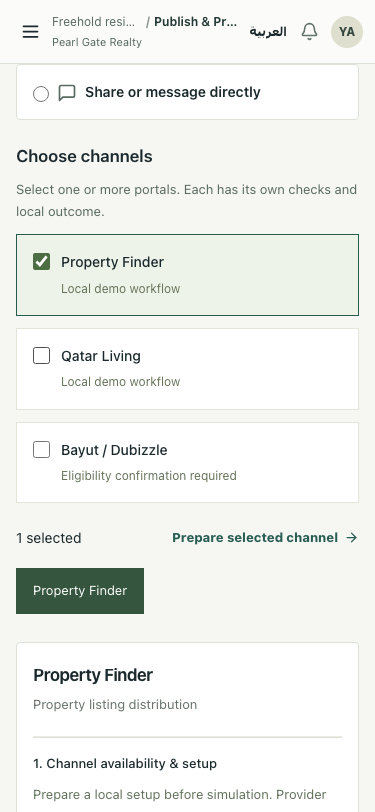 Freehold resi... / Publish & Pr...
Pearl Gate Realty
العربية
YA
Share or message directly
Choose channels
Select one or more portals. Each has its own checks and
local outcome.
Property Finder
Local demo workflow
Qatar Living
Local demo workflow
Bayut / Dubizzle
Eligibility confirmation required
1 selected
Prepare selected channel →
Property Finder
Property Finder
Property listing distribution
1. Channel availability & setup
Prepare a local setup before simulation. Provider